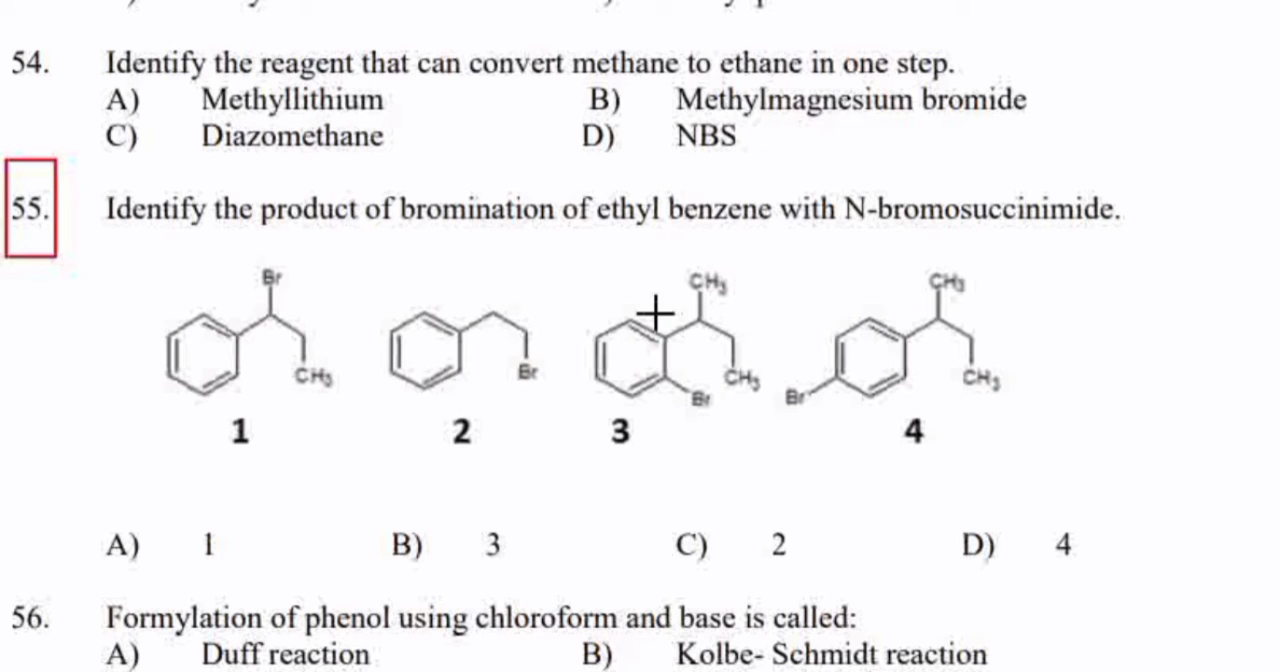 54. Identify the reagent that can convert methane to ethane in one step.
A) Methyllithium B) Methylmagnesium bromide
C) Diazomethane D) NBS
55. Identify the product of bromination of ethyl benzene with N-bromosuccinimide.
Br CH₃ CH₃
CH₃ Br CH₃ Br Br CH₃
1 2 3 4
A) 1 B) 3 C) 2 D) 4
56. Formylation of phenol using chloroform and base is called:
A) Duff reaction B) Kolbe- Schmidt reaction